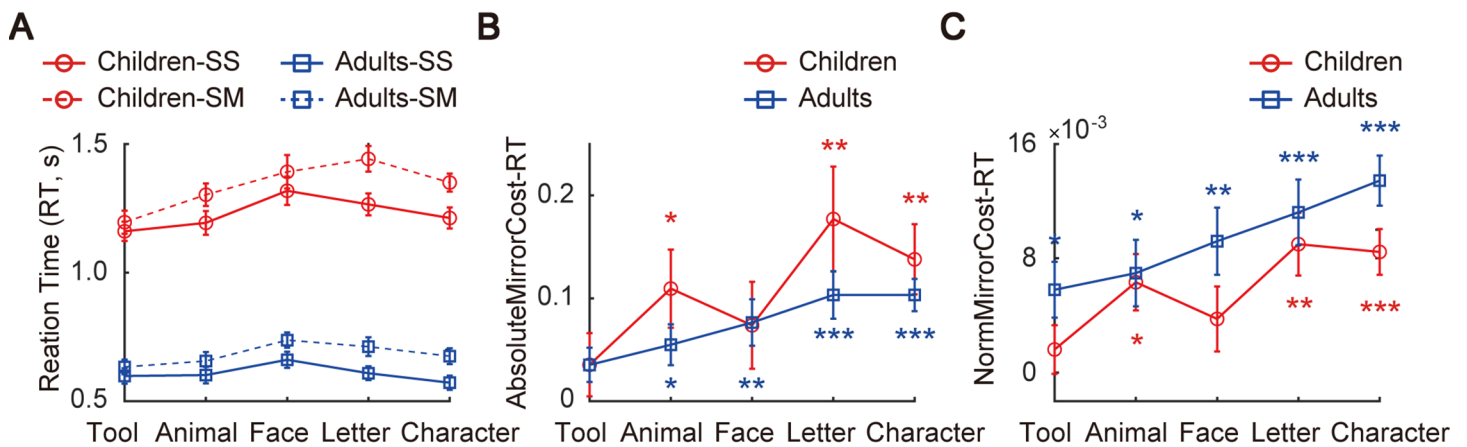 A
Children-SS
Adults-SS
Children-SM
Adults-SM
Reation Time (RT, s)
1.5
1.0
0.5
Tool Animal Face Letter Character
B
Children
Adults
AbsoluteMirrorCost-RT
0.2
0.1
0
* ** **
* ** *** ***
Tool Animal Face Letter Character
C
Children
Adults
NormMirrorCost-RT
16 ×10-3
8
0
* * ** *** ***
* ** ***
Tool Animal Face Letter Character